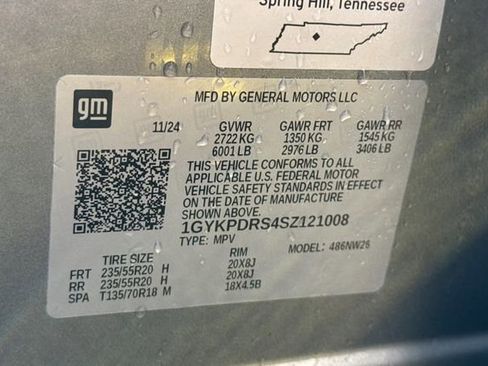 Spring Hill, Tennessee
gm
MFD BY GENERAL MOTORS LLC
11/24 GVWR GAWR FRT GAWR RR
2722 KG 1350 KG 1545 KG
6001 LB 2976 LB 3406 LB
THIS VEHICLE CONFORMS TO ALL
APPLICABLE U.S. FEDERAL MOTOR
VEHICLE SAFETY STANDARDS IN EFFECT
ON THE DATE OF MANUFACTURE
1GYKPDRS4SZ121008
TYPE: MPV MODEL: 486NW26
TIRE SIZE RIM
FRT 235/55R20 H 20X8J
RR 235/55R20 H 20X8J
SPA T135/70R18 M 18X4.5B